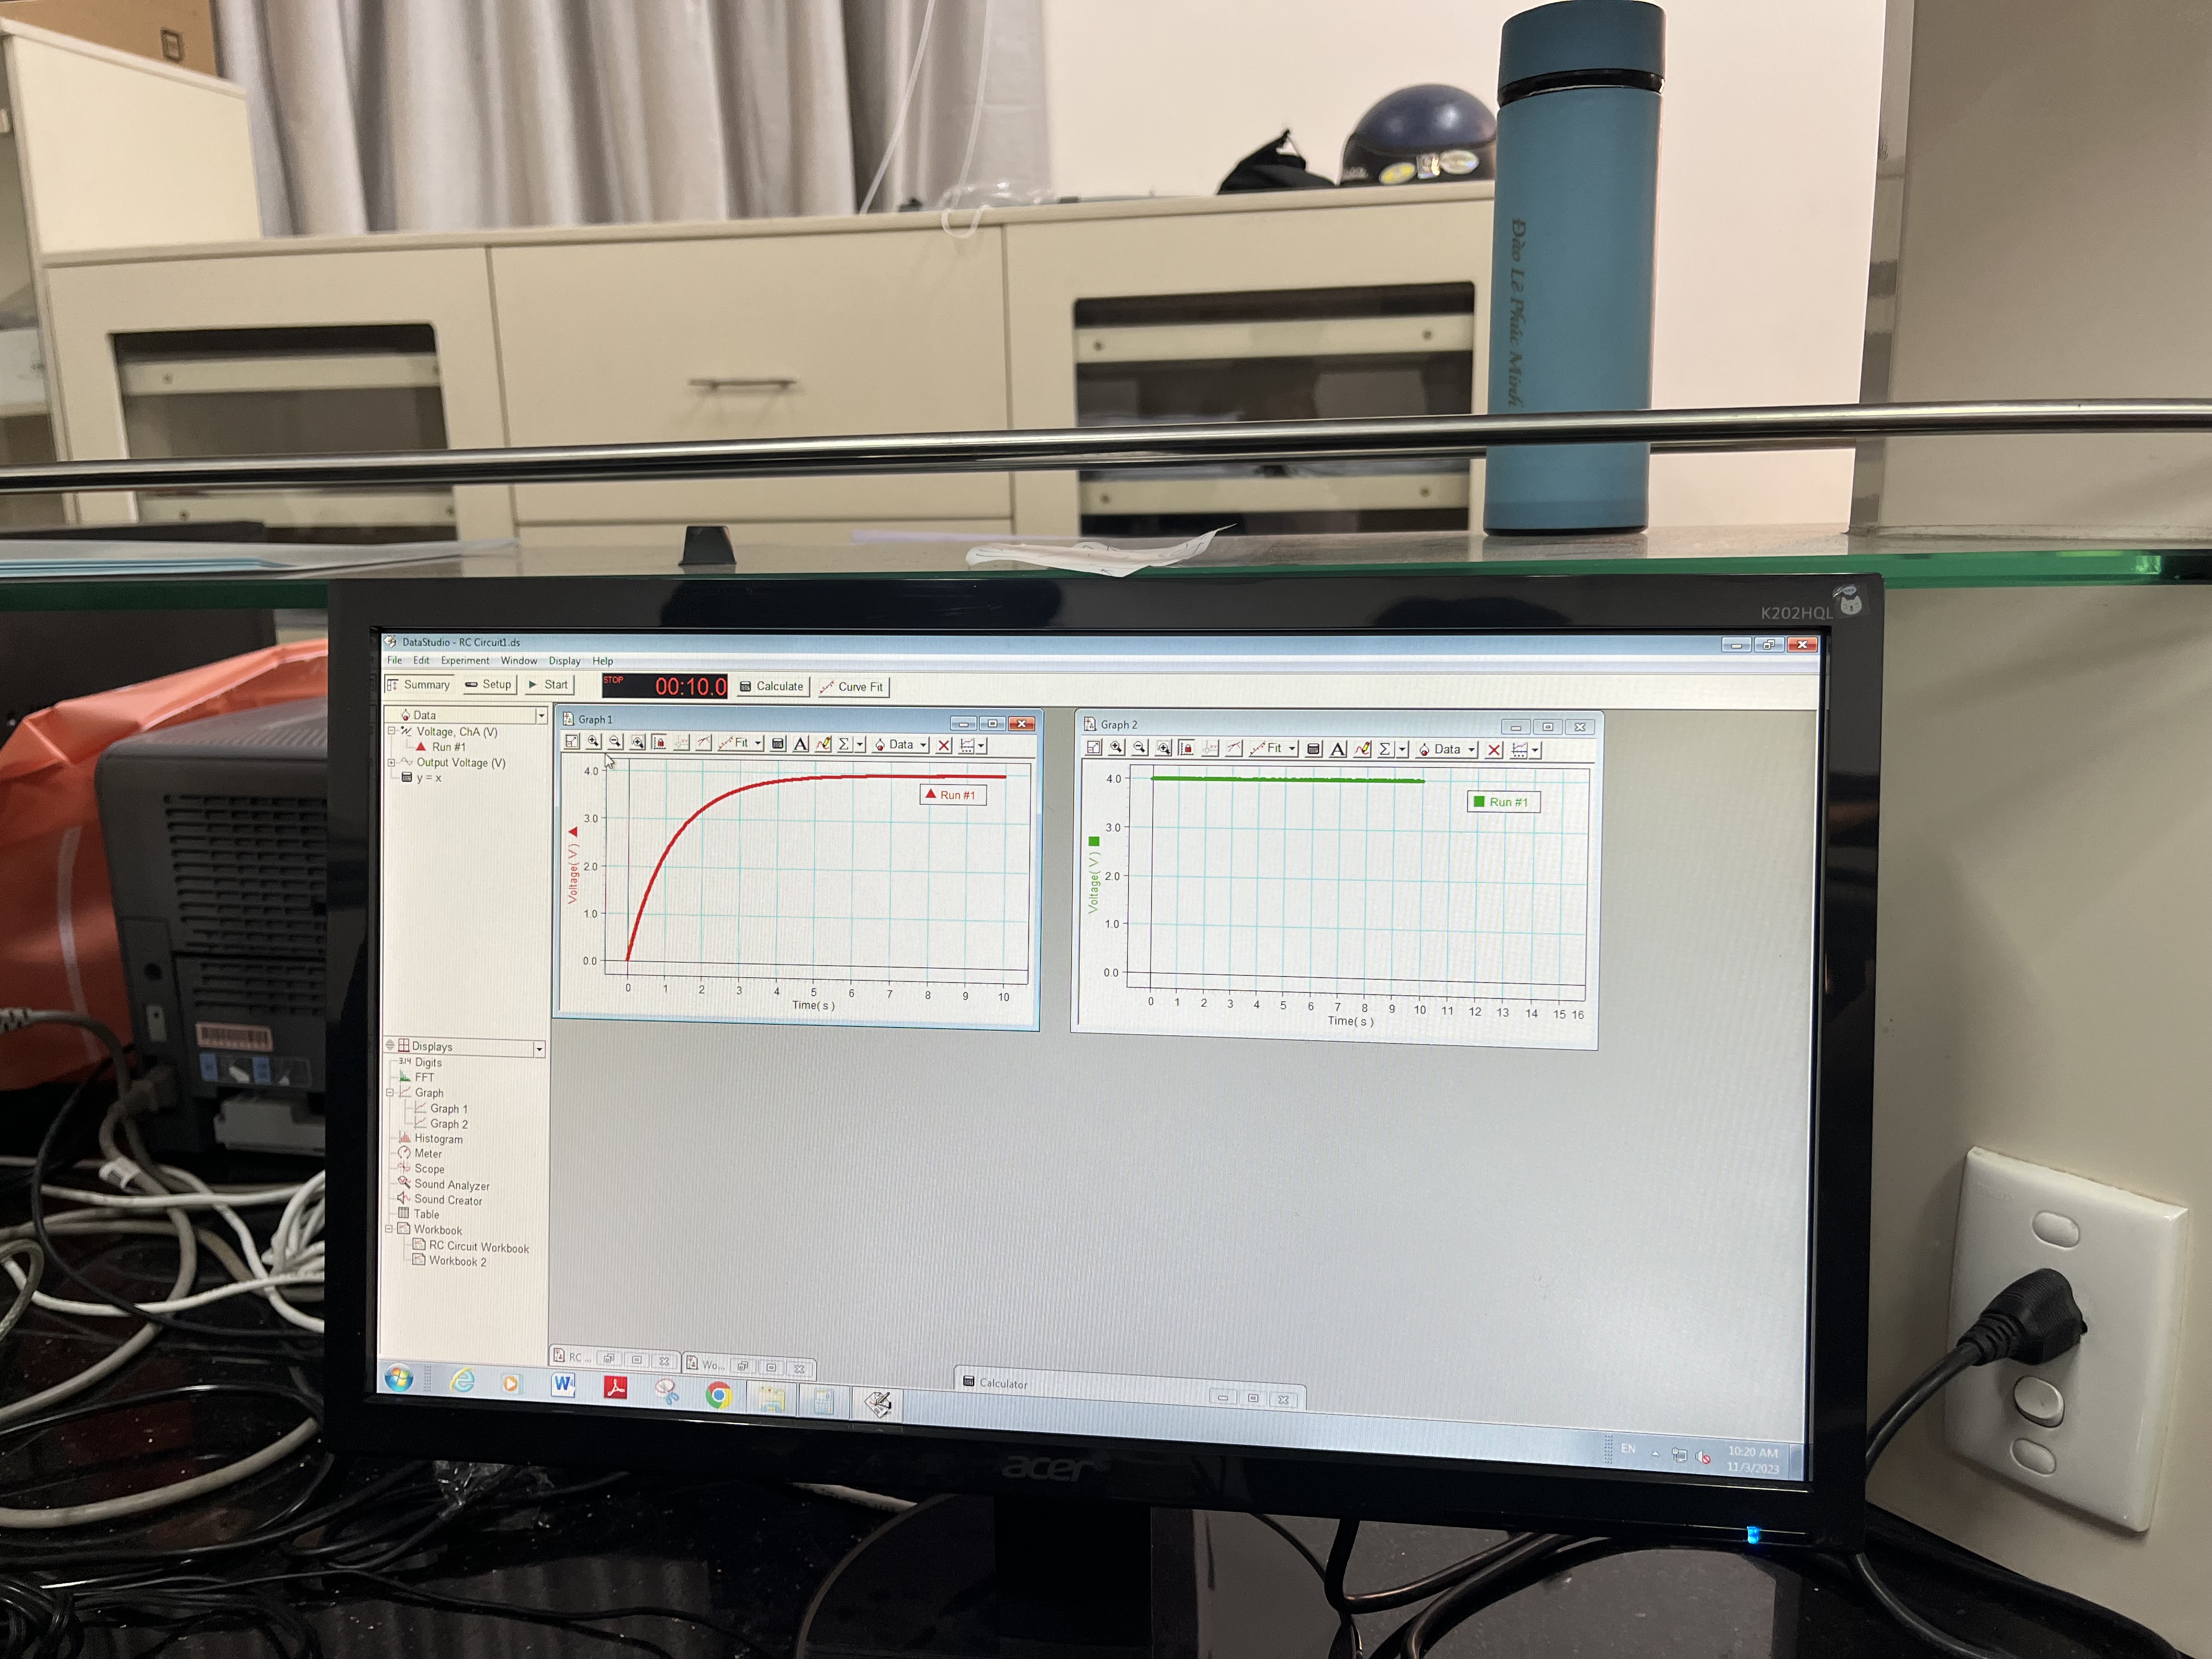 Đào Lê Phúc Minh
K202HQL
DataStudio - RC Circuit1.ds
File Edit Experiment Window Display Help
Summary Setup Start STOP 00:10.0 Calculate Curve Fit
Data
Voltage, ChA (V)
Run #1
Output Voltage (V)
y = x
Graph 1
Fit A Σ Data
4.0
3.0
2.0
1.0
0.0
Voltage( V )
Run #1
0 1 2 3 4 5 6 7 8 9 10
Time( s )
Graph 2
Fit A Σ Data
4.0
3.0
2.0
1.0
0.0
Voltage( V )
Run #1
0 1 2 3 4 5 6 7 8 9 10 11 12 13 14 15 16
Time( s )
Displays
3.14 Digits
FFT
Graph
Graph 1
Graph 2
Histogram
Meter
Scope
Sound Analyzer
Sound Creator
Table
Workbook
RC Circuit Workbook
Workbook 2
RC ...
Wo...
Calculator
EN
10:20 AM
11/3/2023
acer